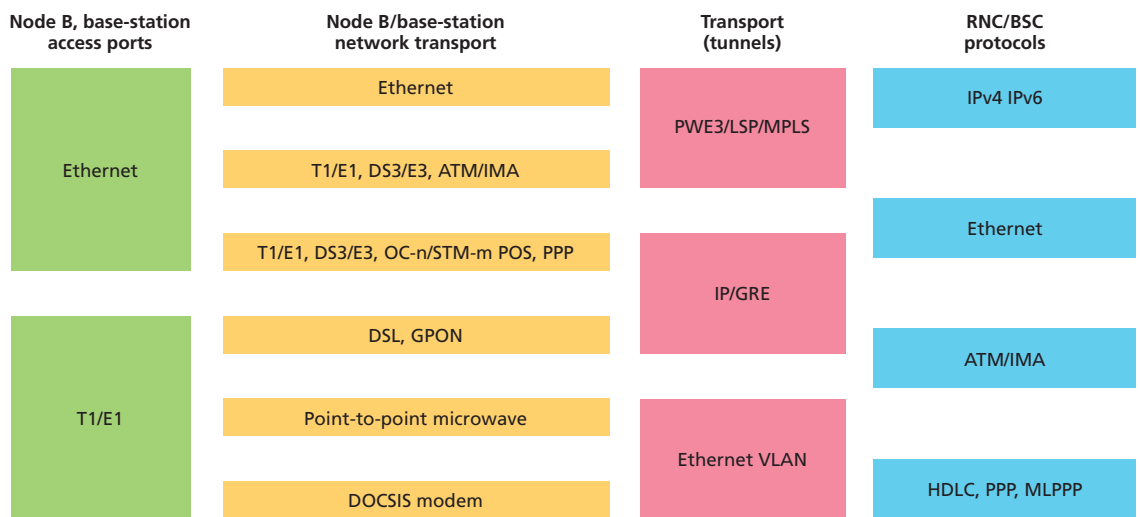 Node B, base-station
access ports
Node B/base-station
network transport
Transport
(tunnels)
RNC/BSC
protocols
Ethernet
T1/E1
Ethernet
T1/E1, DS3/E3, ATM/IMA
T1/E1, DS3/E3, OC-n/STM-m POS, PPP
DSL, GPON
Point-to-point microwave
DOCSIS modem
PWE3/LSP/MPLS
IP/GRE
Ethernet VLAN
IPv4 IPv6
Ethernet
ATM/IMA
HDLC, PPP, MLPPP